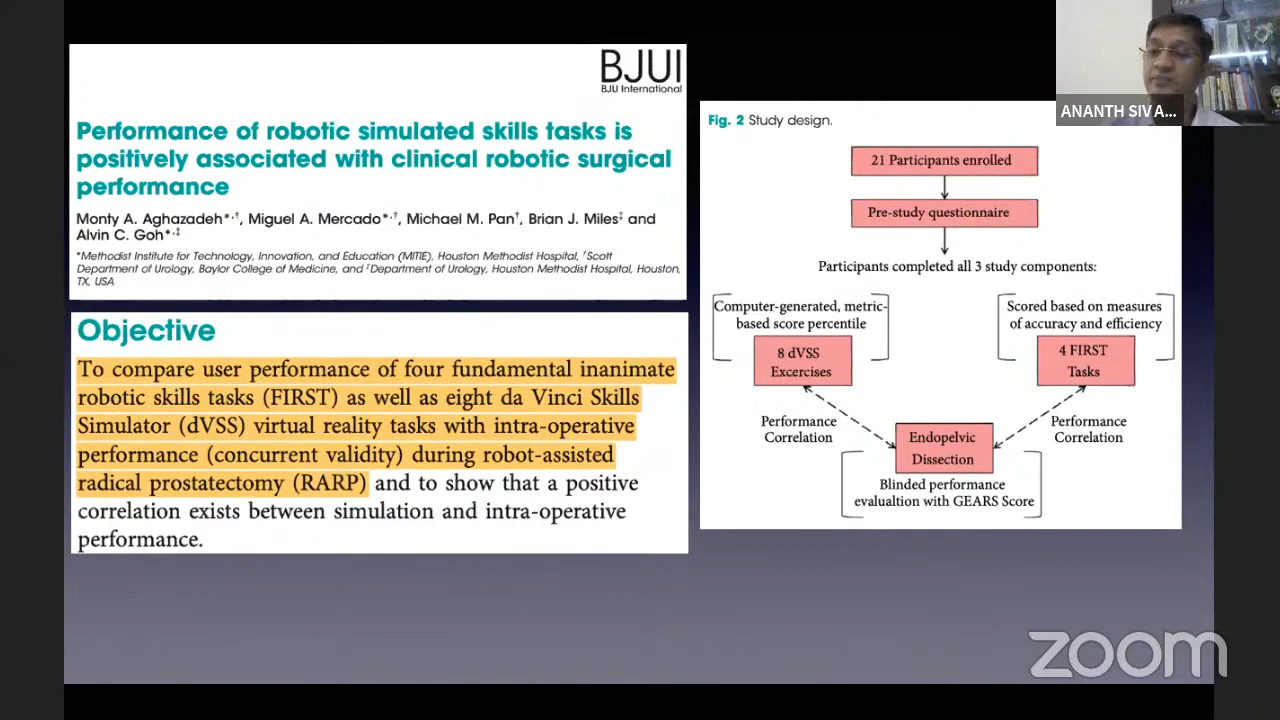 BJUI
BJU International
Performance of robotic simulated skills tasks is
positively associated with clinical robotic surgical
performance
Monty A. Aghazadeh*,†, Miguel A. Mercado*,†, Michael M. Pan†, Brian J. Miles‡ and
Alvin C. Goh*,‡
*Methodist Institute for Technology, Innovation, and Education (MITIE), Houston Methodist Hospital, †Scott
Department of Urology, Baylor College of Medicine, and ‡Department of Urology, Houston Methodist Hospital, Houston,
TX, USA
Objective
To compare user performance of four fundamental inanimate
robotic skills tasks (FIRST) as well as eight da Vinci Skills
Simulator (dVSS) virtual reality tasks with intra-operative
performance (concurrent validity) during robot-assisted
radical prostatectomy (RARP) and to show that a positive
correlation exists between simulation and intra-operative
performance.
Fig. 2 Study design.
21 Participants enrolled
Pre-study questionnaire
Participants completed all 3 study components:
Computer-generated, metric-
based score percentile
8 dVSS
Excercises
Scored based on measures
of accuracy and efficiency
4 FIRST
Tasks
Performance
Correlation
Performance
Correlation
Endopelvic
Dissection
Blinded performance
evalualtion with GEARS Score
ANANTH SIVA...
zoom